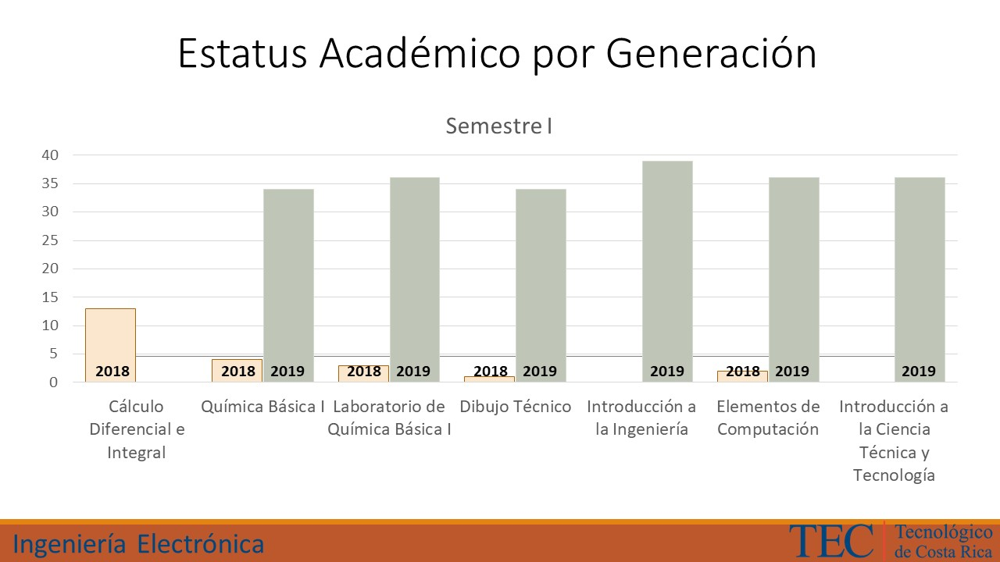 Estatus Académico por Generación
Semestre I
40
35
30
25
20
15
10
5
0
2018
2018 2019
2018 2019
2018 2019
2019
2018 2019
2019
Cálculo
Diferencial e
Integral
Química Básica I
Laboratorio de
Química Básica I
Dibujo Técnico
Introducción a
la Ingeniería
Elementos de
Computación
Introducción a
la Ciencia
Técnica y
Tecnología
Ingeniería Electrónica
TEC
Tecnológico
de Costa Rica